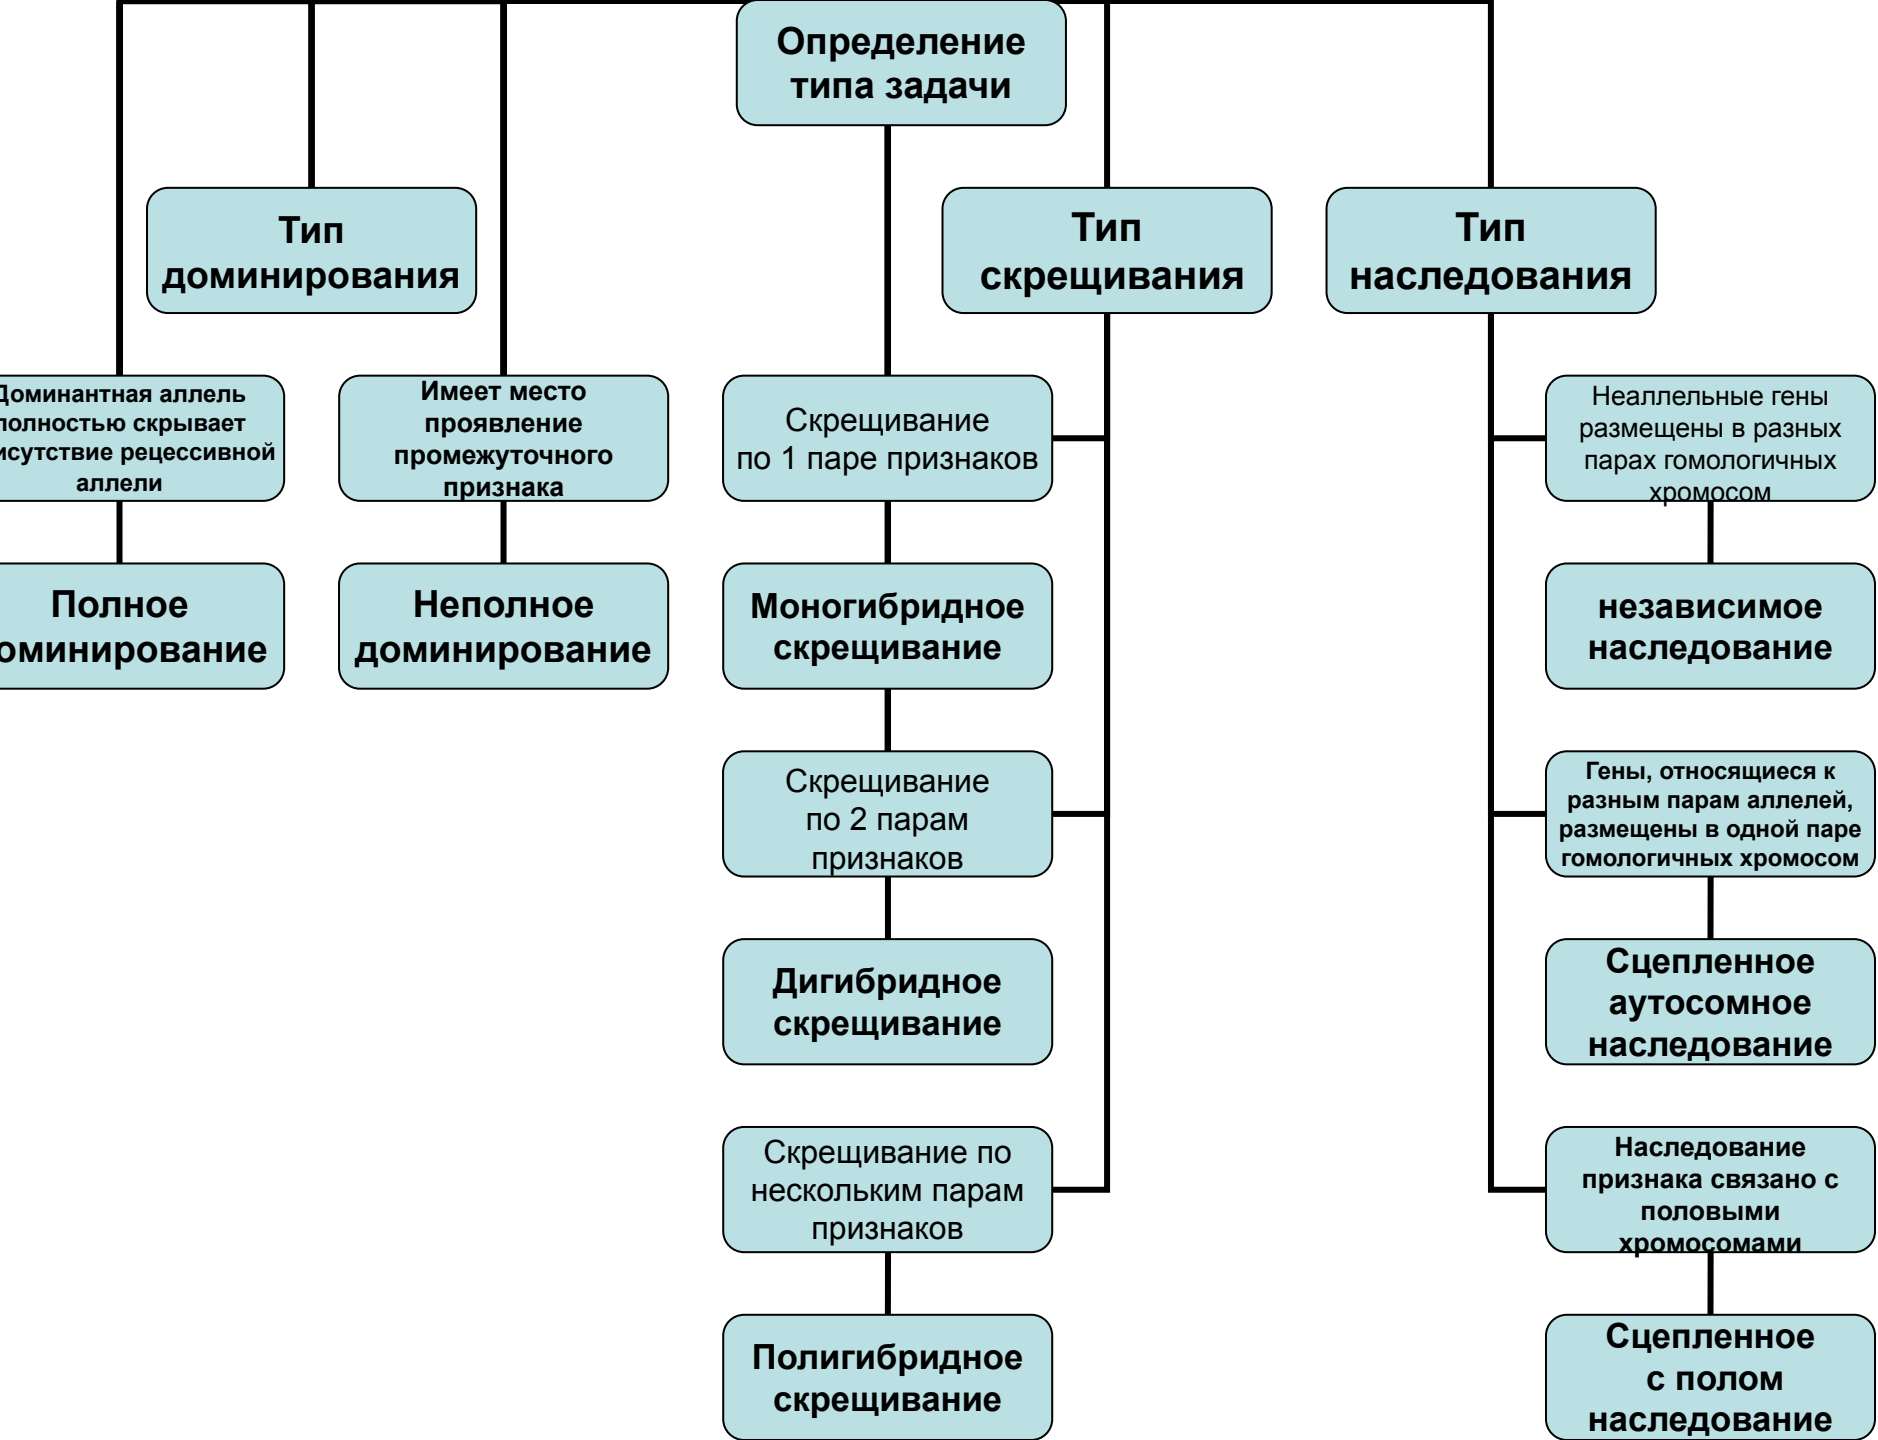 Определение
типа задачи
Тип
доминирования
Тип
скрещивания
Тип
наследования
Доминантная аллель
полностью скрывает
рецессивной
аллели
Имеет место
проявление
промежуточного
признака
Скрещивание
по 1 паре признаков
Неаллельные гены
размещены в разных
парах гомологичных
хромосом
Полное
доминирование
Неполное
доминирование
Моногибридное
скрещивание
независимое
наследование
Скрещивание
по 2 парам
признаков
Гены, относящиеся к
разным парам аллелей,
размещены в одной паре
гомологичных хромосом
Дигибридное
скрещивание
Сцепленное
аутосомное
наследование
Скрещивание по
нескольким парам
признаков
Наследование
признака связано с
половыми
хромосомами
Полигибридное
скрещивание
Сцепленное
с полом
наследование